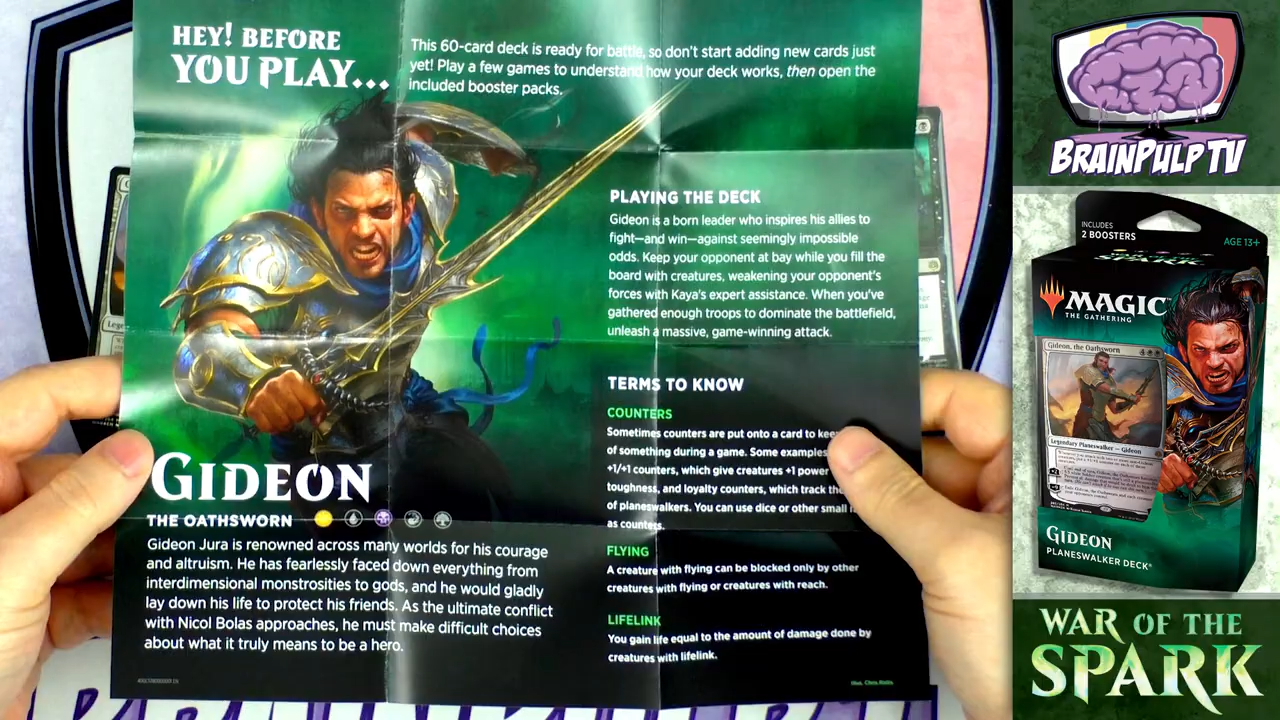 HEY! BEFORE
YOU PLAY...
This 60-card deck is ready for battle, so don't start adding new cards just
yet! Play a few games to understand how your deck works, then open the
included booster packs.
PLAYING THE DECK
Gideon is a born leader who inspires his allies to
fight—and win—against seemingly impossible
odds. Keep your opponent at bay while you fill the
board with creatures, weakening your opponent's
forces with Kaya's expert assistance. When you've
gathered enough troops to dominate the battlefield,
unleash a massive, game-winning attack.
TERMS TO KNOW
COUNTERS
Sometimes counters are put onto a card to
of something during a game. Some examples
+1/+1 counters, which give creatures +1 power
toughness, and loyalty counters, which track
of planeswalkers. You can use dice or other small
as counters.
FLYING
A creature with flying can be blocked only by other
creatures with flying or creatures with reach.
LIFELINK
You gain life equal to the amount of damage done by
creatures with lifelink.
Illus. Chris Rallis
GIDEON
THE OATHSWORN
Gideon Jura is renowned across many worlds for his courage
and altruism. He has fearlessly faced down everything from
interdimensional monstrosities to gods, and he would gladly
lay down his life to protect his friends. As the ultimate conflict
with Nicol Bolas approaches, he must make difficult choices
about what it truly means to be a hero.
BRAINPULP TV
INCLUDES
2 BOOSTERS
AGE 13+
SPARK
MAGIC
THE GATHERING
Gideon, the Oathsworn
Legendary Planeswalker — Gideon
GIDEON
PLANESWALKER DECK
WAR OF THE
SPARK